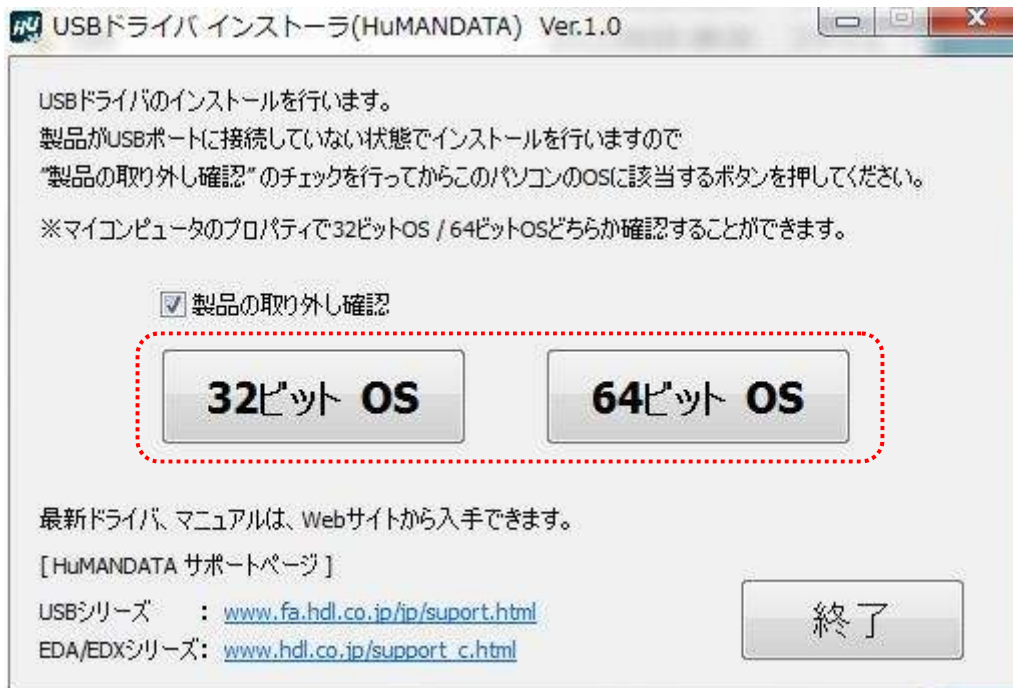 USBドライバ インストーラ(HuMANDATA) Ver.1.0
USBドライバのインストールを行います。
製品がUSBポートに接続していない状態でインストールを行いますので
"製品の取り外し確認" のチェックを行ってからこのパソコンのOSに該当するボタンを押してください。
※マイコンピュータのプロパティで32ビットOS / 64ビットOSどちらか確認することができます。
製品の取り外し確認
32ビット OS 64ビット OS
最新ドライバ、マニュアルは、Webサイトから入手できます。
[ HuMANDATA サポートページ ]
USBシリーズ : www.fa.hdl.co.jp/jp/suport.html
EDA/EDXシリーズ: www.hdl.co.jp/support_c.html
終了